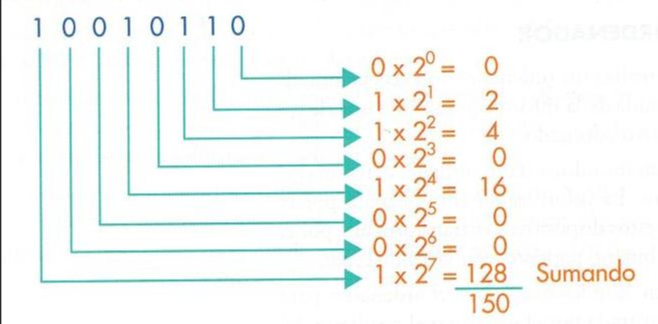 1 0 0 1 0 1 1 0
0 x 2⁰ = 0
1 x 2¹ = 2
1 x 2² = 4
0 x 2³ = 0
1 x 2⁴ = 16
0 x 2⁵ = 0
0 x 2⁶ = 0
1 x 2⁷ = 128 Sumando
150